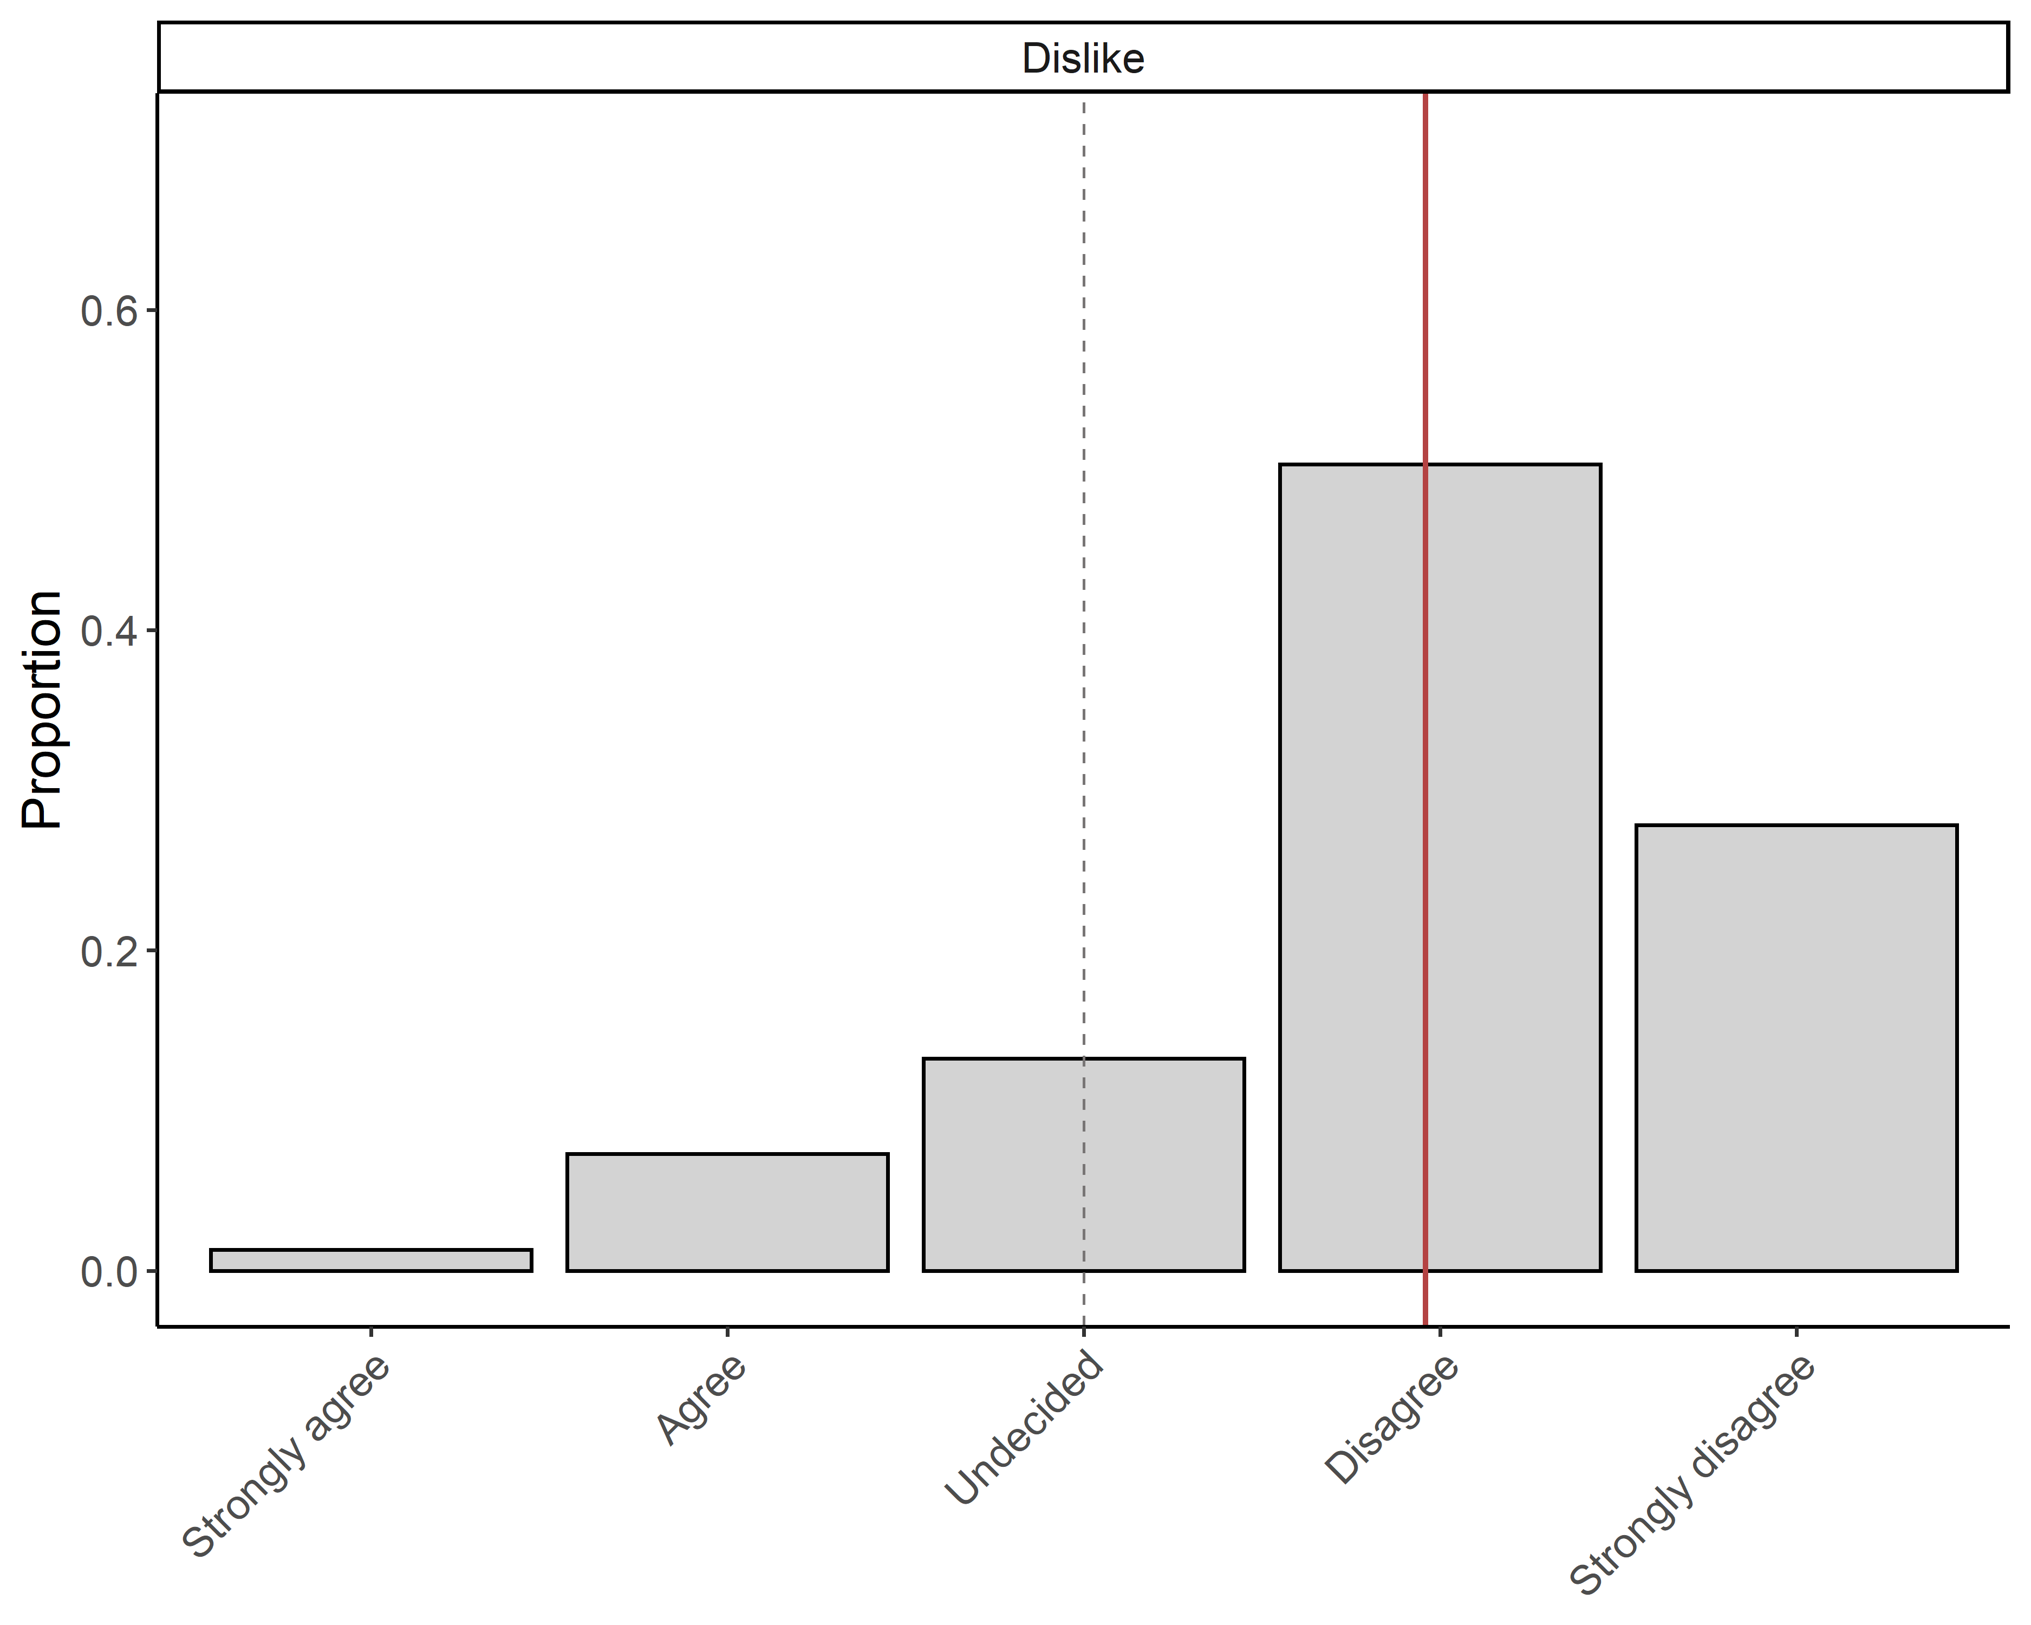 Dislike
Proportion
0.6
0.4
0.2
0.0
Strongly agree
Agree
Undecided
Disagree
Strongly disagree